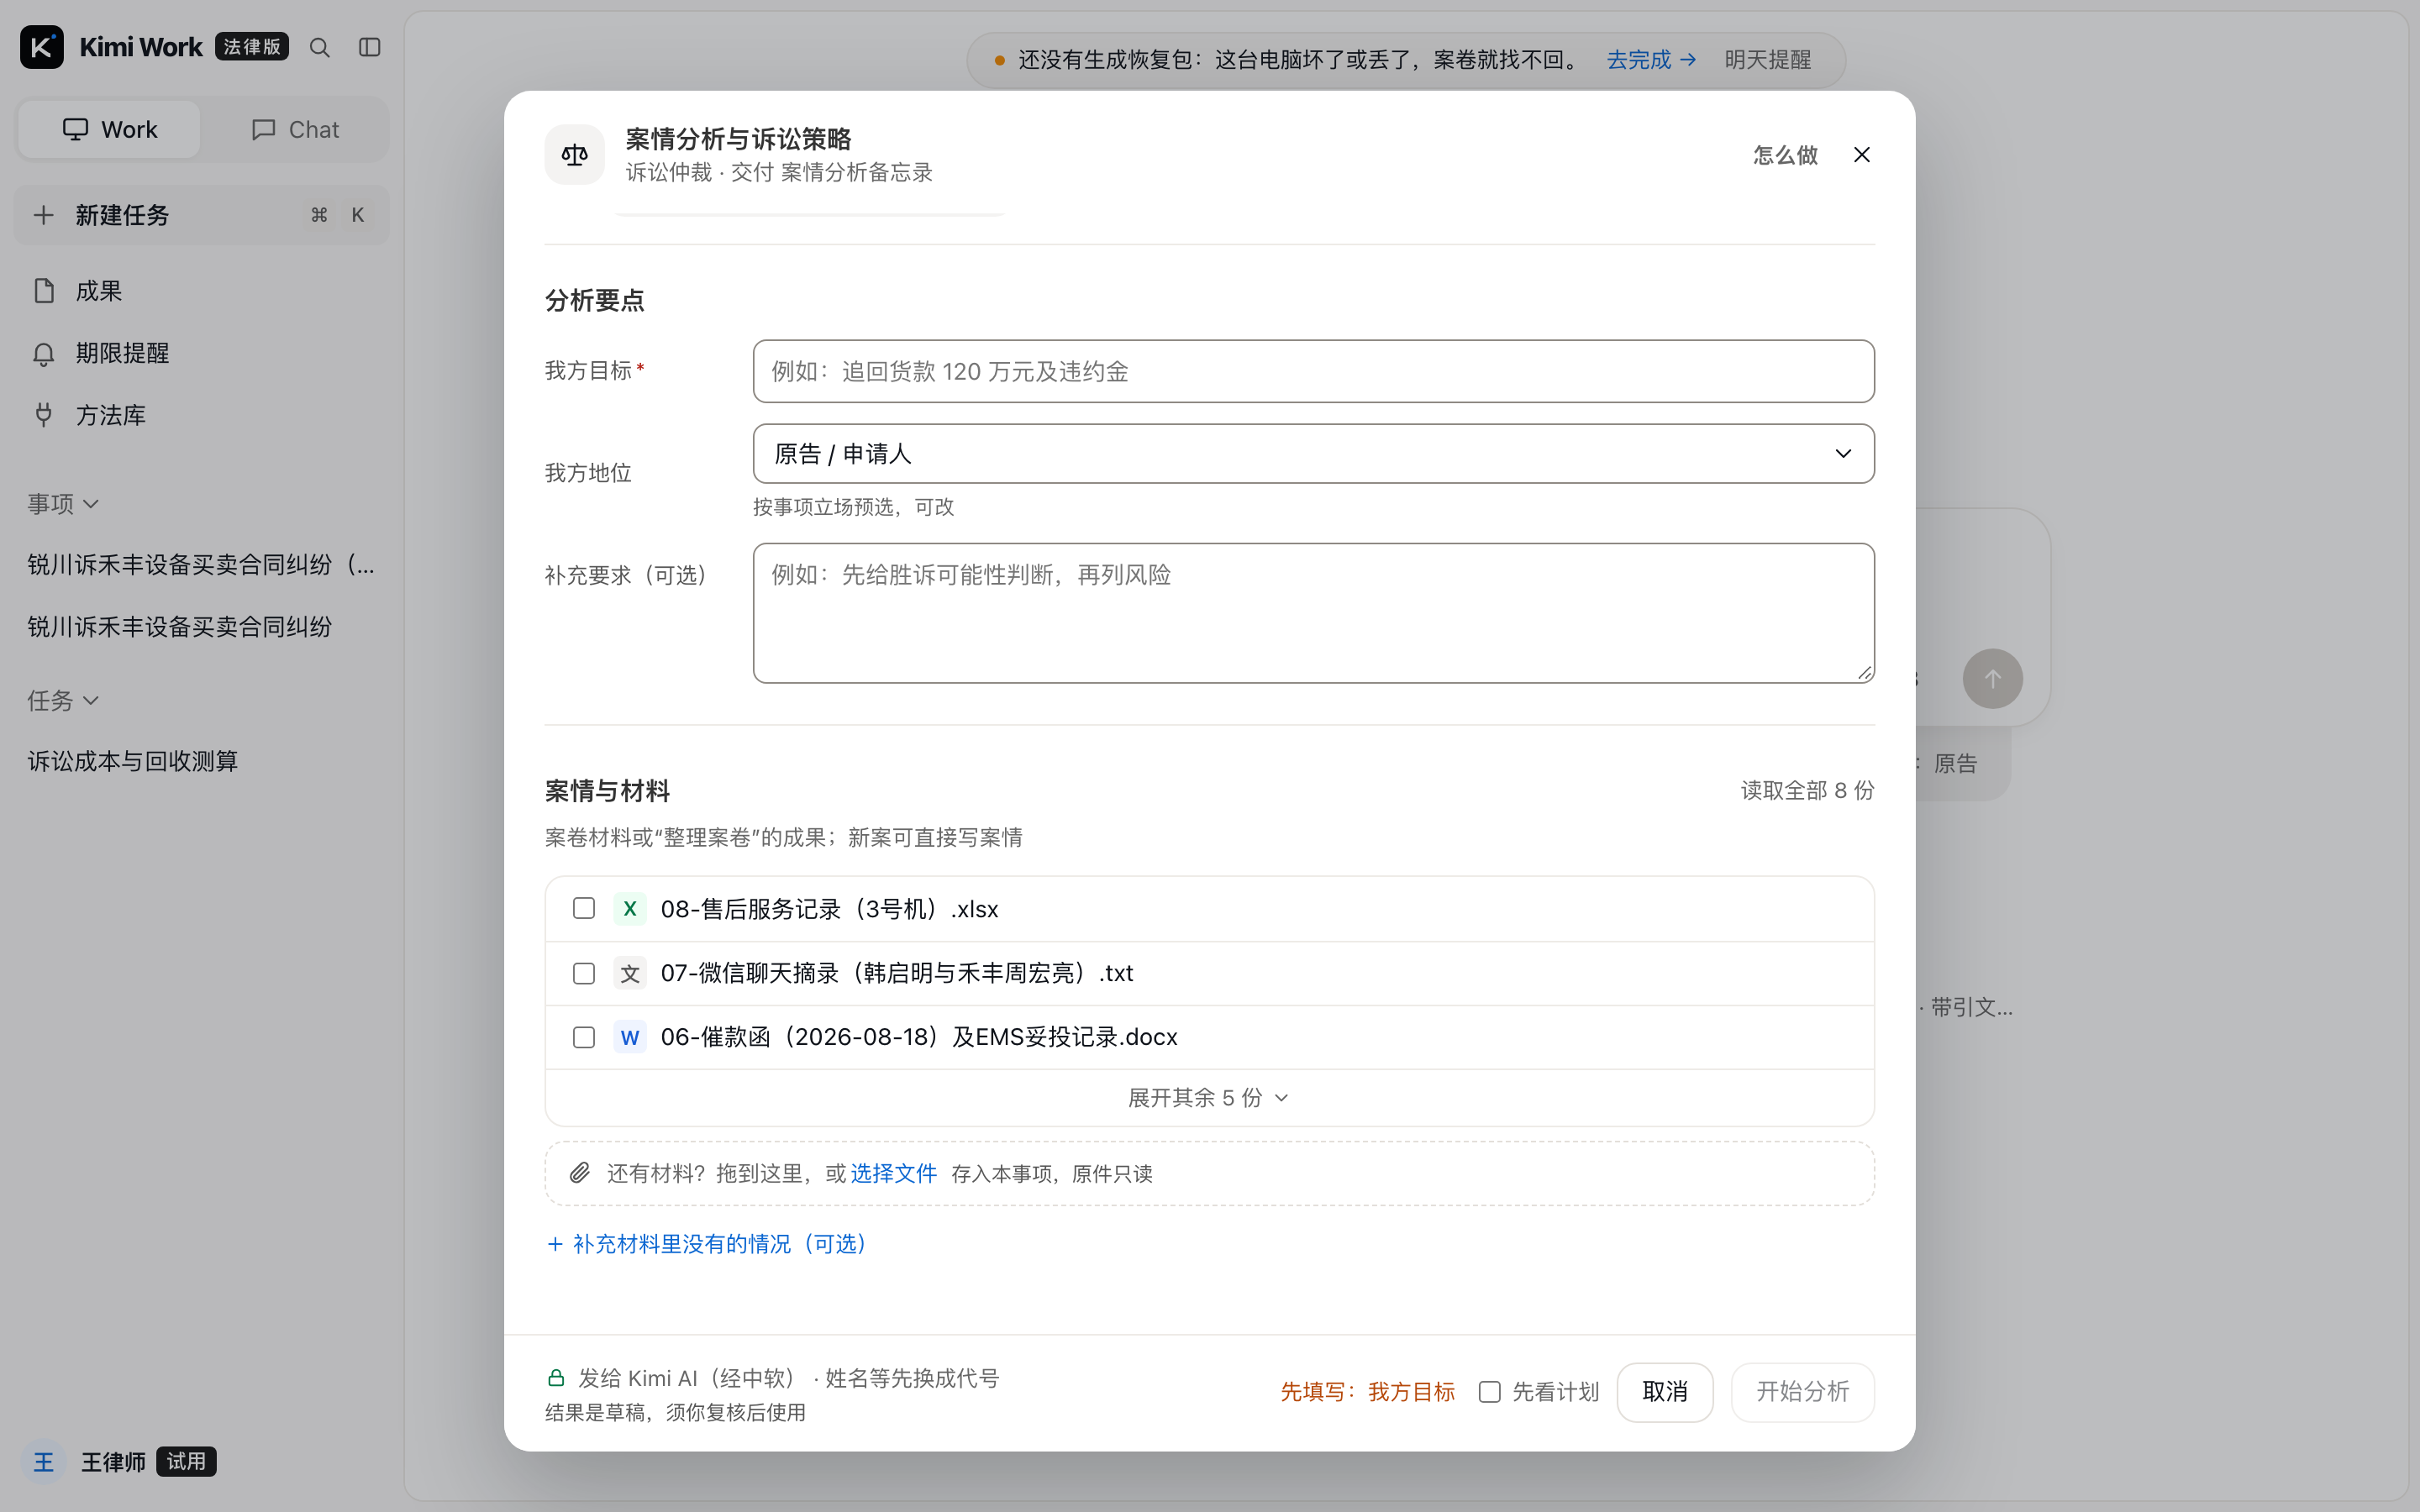 Kimi Work 法律版
还没有生成恢复包：这台电脑坏了或丢了，案卷就找不回。 去完成 → 明天提醒
Work
Chat
新建任务 ⌘ K
成果
期限提醒
方法库
事项
锐川诉禾丰设备买卖合同纠纷（...
锐川诉禾丰设备买卖合同纠纷
任务
诉讼成本与回收测算
王 王律师 试用
案情分析与诉讼策略
诉讼仲裁 · 交付 案情分析备忘录
怎么做
分析要点
我方目标*
例如：追回货款 120 万元及违约金
我方地位
原告 / 申请人
按事项立场预选，可改
补充要求（可选）
例如：先给胜诉可能性判断，再列风险
案情与材料
读取全部 8 份
案卷材料或“整理案卷”的成果；新案可直接写案情
X 08-售后服务记录（3号机）.xlsx
文 07-微信聊天摘录（韩启明与禾丰周宏亮）.txt
W 06-催款函（2026-08-18）及EMS妥投记录.docx
展开其余 5 份
还有材料？拖到这里，或选择文件 存入本事项，原件只读
+ 补充材料里没有的情况（可选）
发给 Kimi AI（经中软） · 姓名等先换成代号
结果是草稿，须你复核后使用
先填写：我方目标
先看计划
取消
开始分析
：原告
· 带引文...